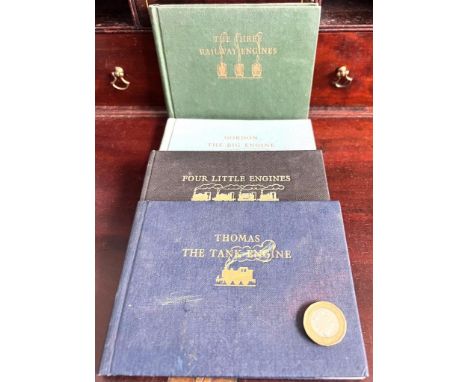 THE THREE
RAILWAY ENGINES
GORDON
THE BIG ENGINE
FOUR LITTLE ENGINES
THOMAS
THE TANK ENGINE